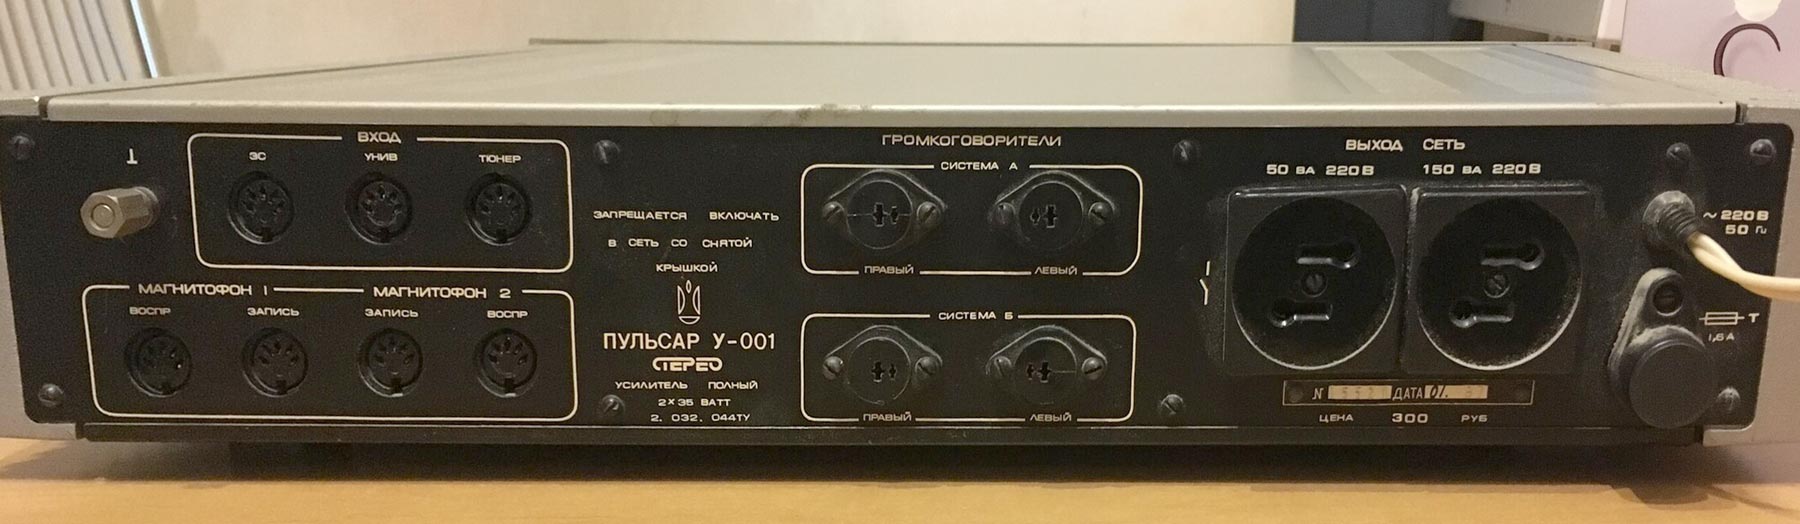 ВХОД
ЗС УНИВ ТЮНЕР
МАГНИТОФОН 1 МАГНИТОФОН 2
ВОСПР ЗАПИСЬ ЗАПИСЬ ВОСПР
ЗАПРЕЩАЕТСЯ ВКЛЮЧАТЬ
В СЕТЬ СО СНЯТОЙ
КРЫШКОЙ
ПУЛЬСАР У-001
СТЕРЕО
УСИЛИТЕЛЬ ПОЛНЫЙ
2×35 ВАТТ
2. 032. 044ТУ
ГРОМКОГОВОРИТЕЛИ
СИСТЕМА А
ПРАВЫЙ ЛЕВЫЙ
СИСТЕМА Б
ПРАВЫЙ ЛЕВЫЙ
ВЫХОД СЕТЬ
50 ВА 220 В 150 ВА 220 В
~ 220 В
50 ~
Т
1,6 А
N ДАТА
ЦЕНА 300 РУБ